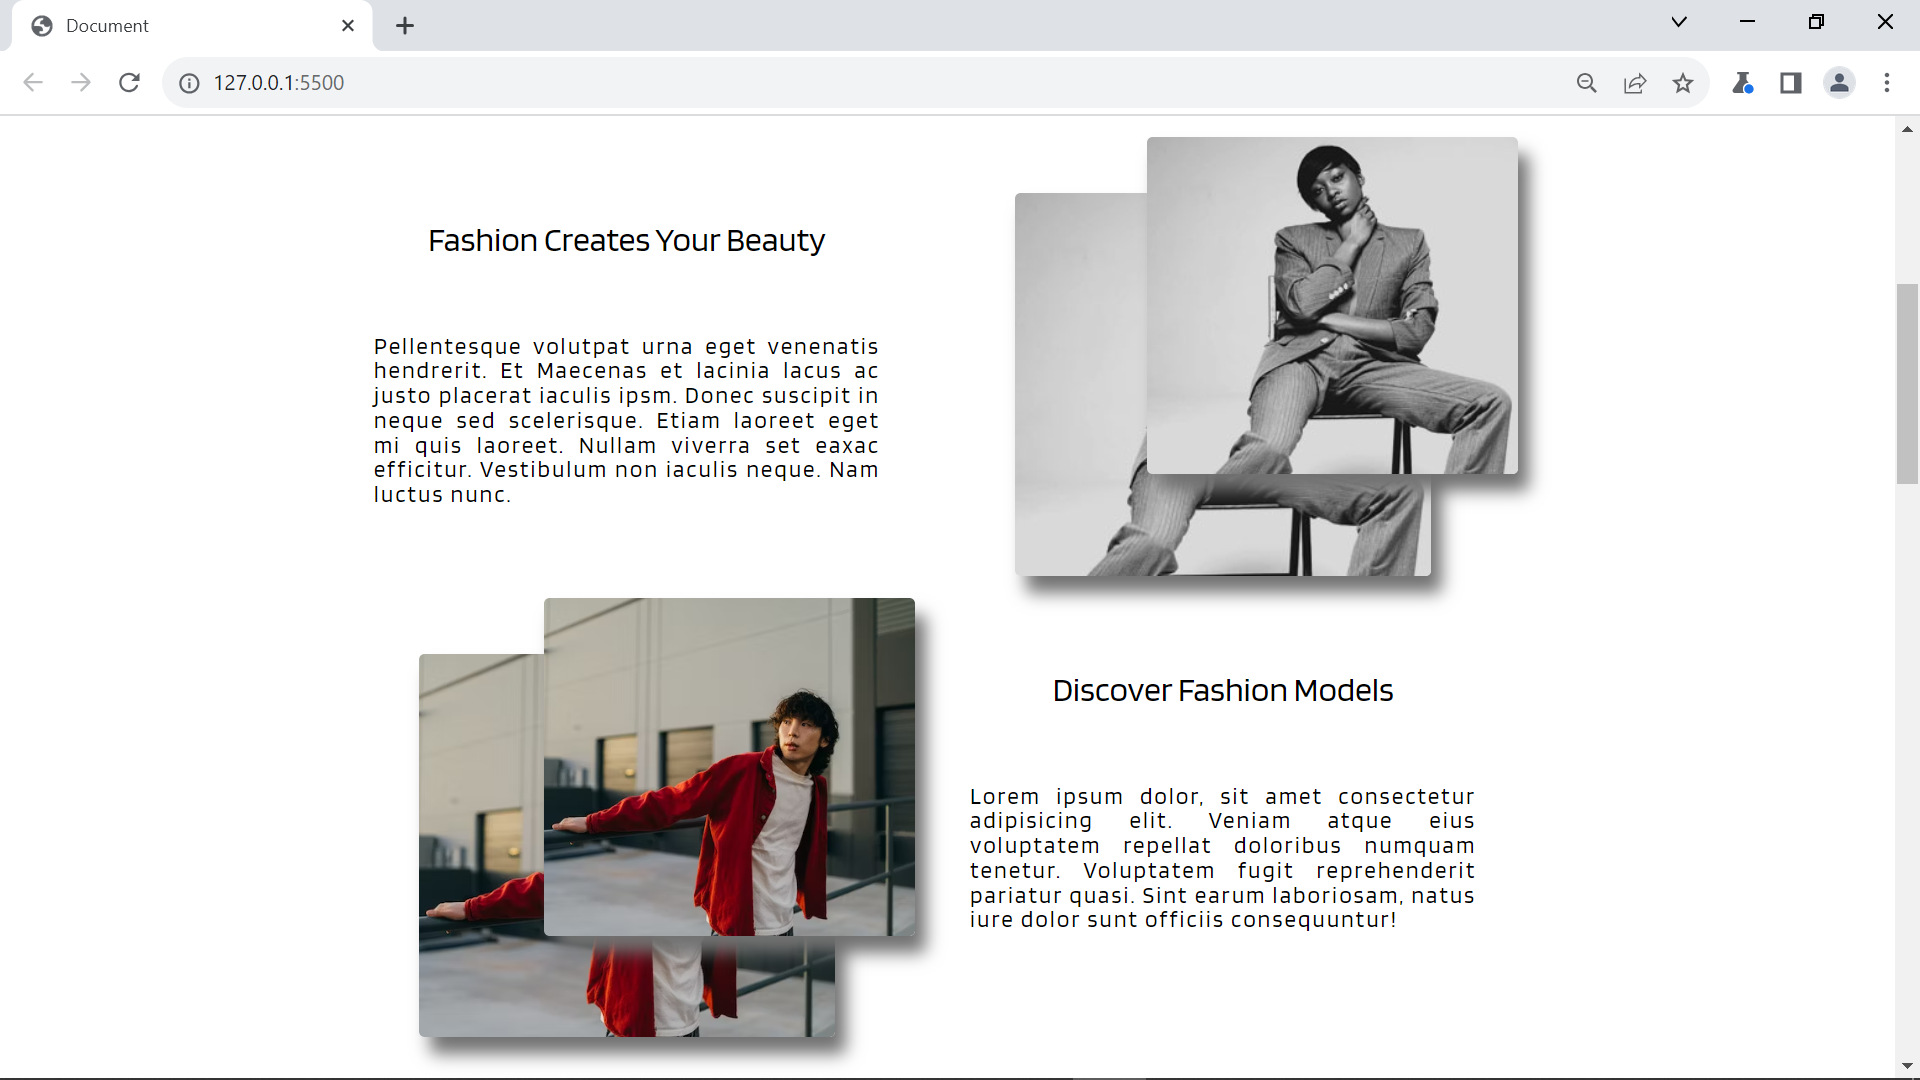 Document
127.0.0.1:5500
Fashion Creates Your Beauty
Pellentesque volutpat urna eget venenatis
hendrerit. Et Maecenas et lacinia lacus ac
justo placerat iaculis ipsm. Donec suscipit in
neque sed scelerisque. Etiam laoreet eget
mi quis laoreet. Nullam viverra set eaxac
efficitur. Vestibulum non iaculis neque. Nam
luctus nunc.
Discover Fashion Models
Lorem ipsum dolor, sit amet consectetur
adipisicing elit. Veniam atque eius
voluptatem repellat doloribus numquam
tenetur. Voluptatem fugit reprehenderit
pariatur quasi. Sint earum laboriosam, natus
iure dolor sunt officiis consequuntur!